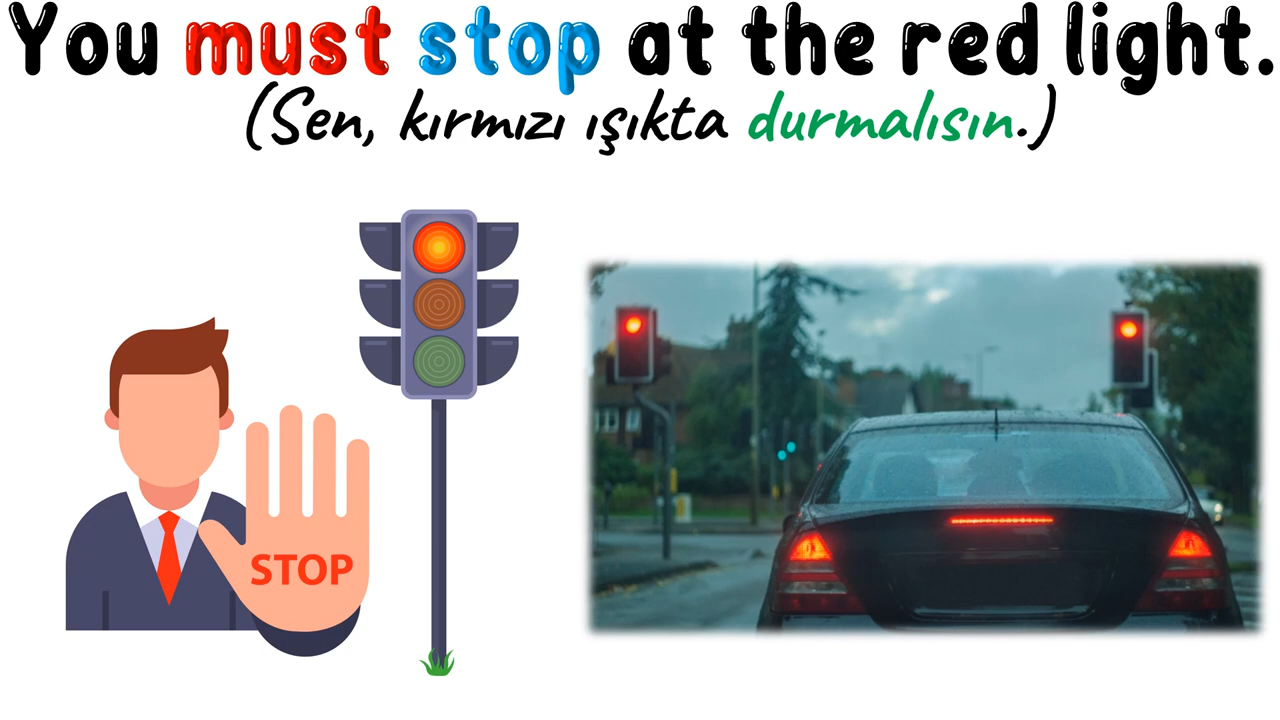 You must stop at the red light.
(Sen, kırmızı ışıkta durmalısın.)
STOP